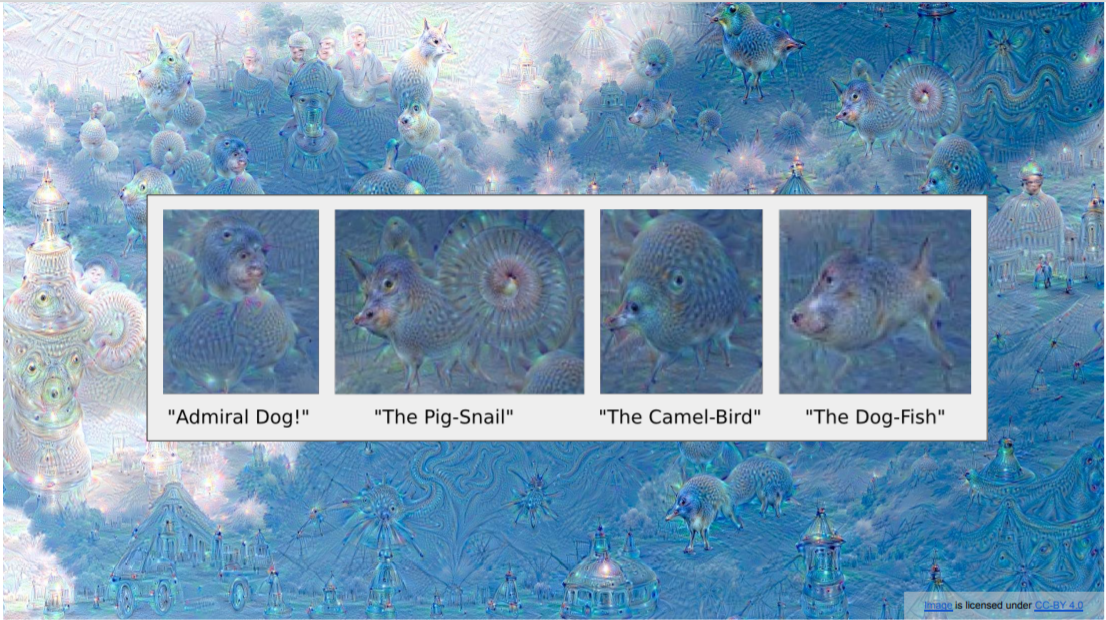 "Admiral Dog!"
"The Pig-Snail"
"The Camel-Bird"
"The Dog-Fish"
Image is licensed under CC-BY 4.0